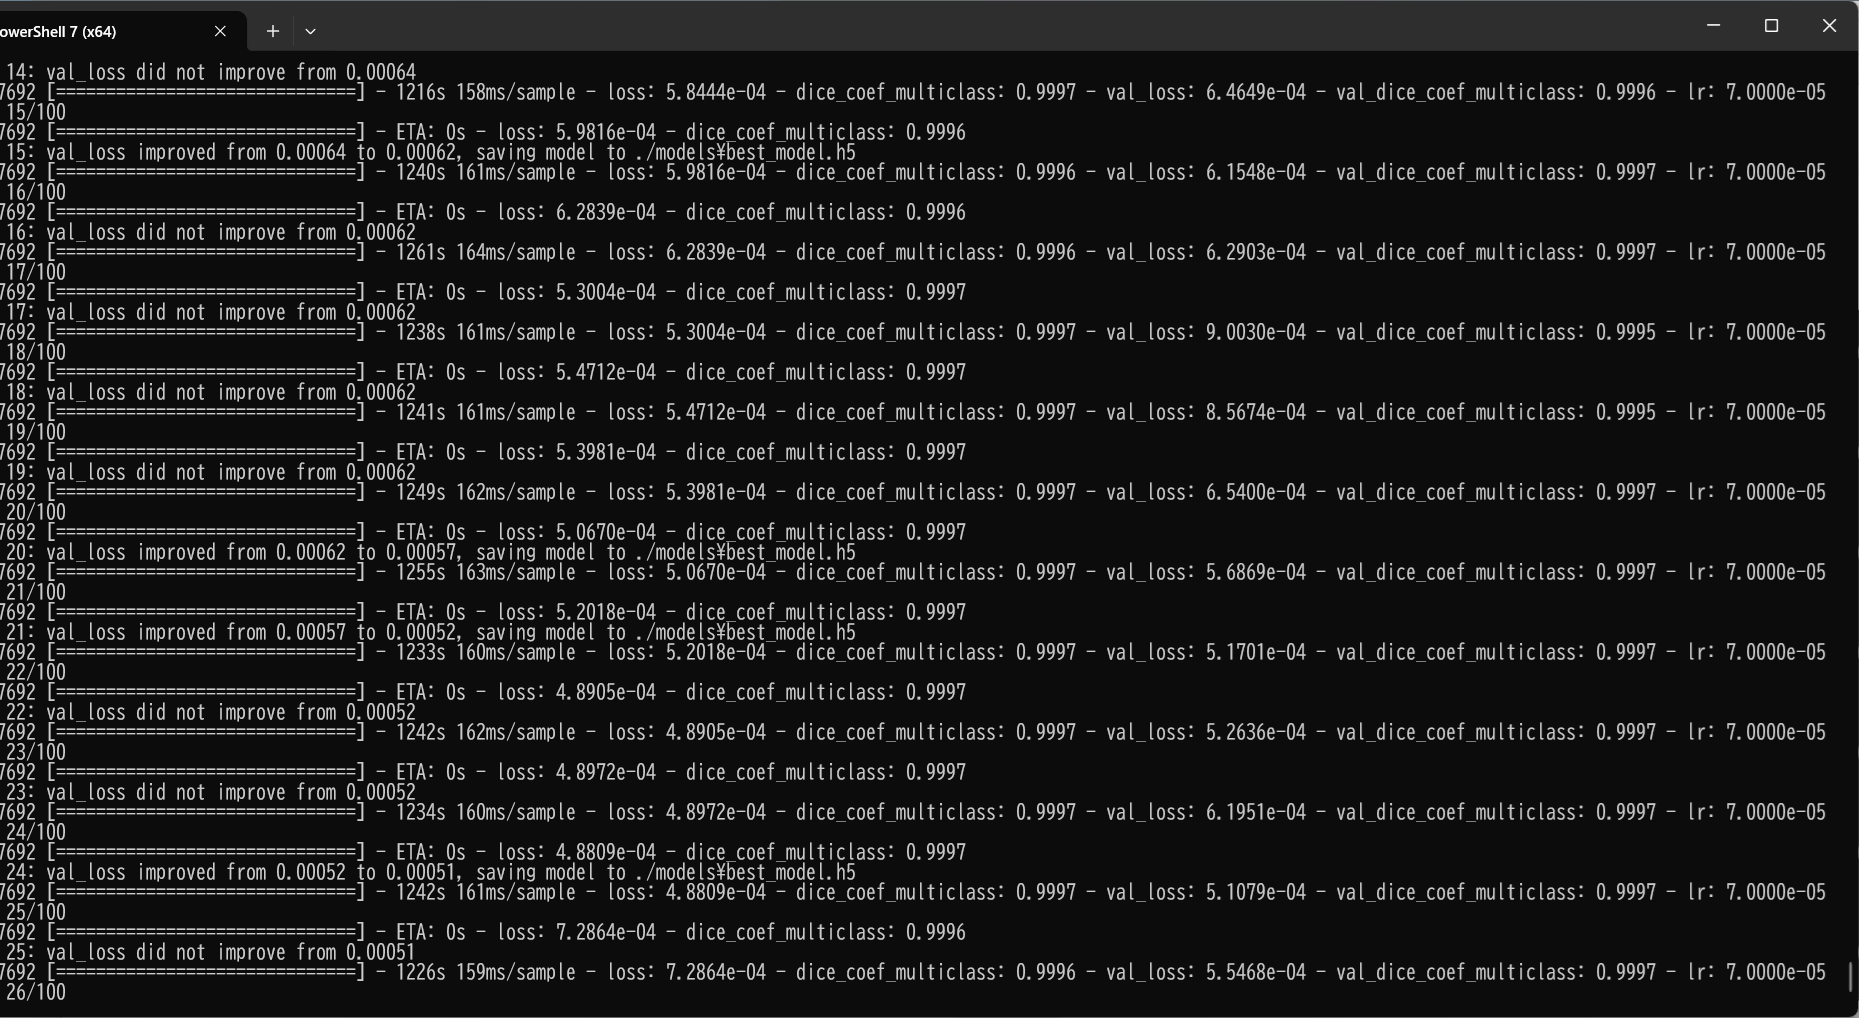 owerShell 7 (x64)
14: val_loss did not improve from 0.00064
7692 [==============================] - 1216s 158ms/sample - loss: 5.8444e-04 - dice_coef_multiclass: 0.9997 - val_loss: 6.4649e-04 - val_dice_coef_multiclass: 0.9996 - lr: 7.0000e-05
15/100
7692 [==============================] - ETA: 0s - loss: 5.9816e-04 - dice_coef_multiclass: 0.9996
15: val_loss improved from 0.00064 to 0.00062, saving model to ./models¥best_model.h5
7692 [==============================] - 1240s 161ms/sample - loss: 5.9816e-04 - dice_coef_multiclass: 0.9996 - val_loss: 6.1548e-04 - val_dice_coef_multiclass: 0.9997 - lr: 7.0000e-05
16/100
7692 [==============================] - ETA: 0s - loss: 6.2839e-04 - dice_coef_multiclass: 0.9996
16: val_loss did not improve from 0.00062
7692 [==============================] - 1261s 164ms/sample - loss: 6.2839e-04 - dice_coef_multiclass: 0.9996 - val_loss: 6.2903e-04 - val_dice_coef_multiclass: 0.9997 - lr: 7.0000e-05
17/100
7692 [==============================] - ETA: 0s - loss: 5.3004e-04 - dice_coef_multiclass: 0.9997
17: val_loss did not improve from 0.00062
7692 [==============================] - 1238s 161ms/sample - loss: 5.3004e-04 - dice_coef_multiclass: 0.9997 - val_loss: 9.0030e-04 - val_dice_coef_multiclass: 0.9995 - lr: 7.0000e-05
18/100
7692 [==============================] - ETA: 0s - loss: 5.4712e-04 - dice_coef_multiclass: 0.9997
18: val_loss did not improve from 0.00062
7692 [==============================] - 1241s 161ms/sample - loss: 5.4712e-04 - dice_coef_multiclass: 0.9997 - val_loss: 8.5674e-04 - val_dice_coef_multiclass: 0.9995 - lr: 7.0000e-05
19/100
7692 [==============================] - ETA: 0s - loss: 5.3981e-04 - dice_coef_multiclass: 0.9997
19: val_loss did not improve from 0.00062
7692 [==============================] - 1249s 162ms/sample - loss: 5.3981e-04 - dice_coef_multiclass: 0.9997 - val_loss: 6.5400e-04 - val_dice_coef_multiclass: 0.9997 - lr: 7.0000e-05
20/100
7692 [==============================] - ETA: 0s - loss: 5.0670e-04 - dice_coef_multiclass: 0.9997
20: val_loss improved from 0.00062 to 0.00057, saving model to ./models¥best_model.h5
7692 [==============================] - 1255s 163ms/sample - loss: 5.0670e-04 - dice_coef_multiclass: 0.9997 - val_loss: 5.6869e-04 - val_dice_coef_multiclass: 0.9997 - lr: 7.0000e-05
21/100
7692 [==============================] - ETA: 0s - loss: 5.2018e-04 - dice_coef_multiclass: 0.9997
21: val_loss improved from 0.00057 to 0.00052, saving model to ./models¥best_model.h5
7692 [==============================] - 1233s 160ms/sample - loss: 5.2018e-04 - dice_coef_multiclass: 0.9997 - val_loss: 5.1701e-04 - val_dice_coef_multiclass: 0.9997 - lr: 7.0000e-05
22/100
7692 [==============================] - ETA: 0s - loss: 4.8905e-04 - dice_coef_multiclass: 0.9997
22: val_loss did not improve from 0.00052
7692 [==============================] - 1242s 162ms/sample - loss: 4.8905e-04 - dice_coef_multiclass: 0.9997 - val_loss: 5.2636e-04 - val_dice_coef_multiclass: 0.9997 - lr: 7.0000e-05
23/100
7692 [==============================] - ETA: 0s - loss: 4.8972e-04 - dice_coef_multiclass: 0.9997
23: val_loss did not improve from 0.00052
7692 [==============================] - 1234s 160ms/sample - loss: 4.8972e-04 - dice_coef_multiclass: 0.9997 - val_loss: 6.1951e-04 - val_dice_coef_multiclass: 0.9997 - lr: 7.0000e-05
24/100
7692 [==============================] - ETA: 0s - loss: 4.8809e-04 - dice_coef_multiclass: 0.9997
24: val_loss improved from 0.00052 to 0.00051, saving model to ./models¥best_model.h5
7692 [==============================] - 1242s 161ms/sample - loss: 4.8809e-04 - dice_coef_multiclass: 0.9997 - val_loss: 5.1079e-04 - val_dice_coef_multiclass: 0.9997 - lr: 7.0000e-05
25/100
7692 [==============================] - ETA: 0s - loss: 7.2864e-04 - dice_coef_multiclass: 0.9996
25: val_loss did not improve from 0.00051
7692 [==============================] - 1226s 159ms/sample - loss: 7.2864e-04 - dice_coef_multiclass: 0.9996 - val_loss: 5.5468e-04 - val_dice_coef_multiclass: 0.9997 - lr: 7.0000e-05
26/100